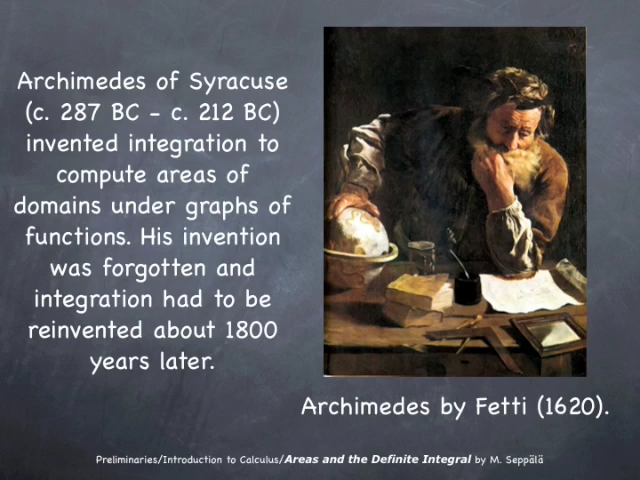 Archimedes of Syracuse
(c. 287 BC - c. 212 BC)
invented integration to
compute areas of
domains under graphs of
functions. His invention
was forgotten and
integration had to be
reinvented about 1800
years later.
Archimedes by Fetti (1620).
Preliminaries/Introduction to Calculus/Areas and the Definite Integral by M. Seppälä